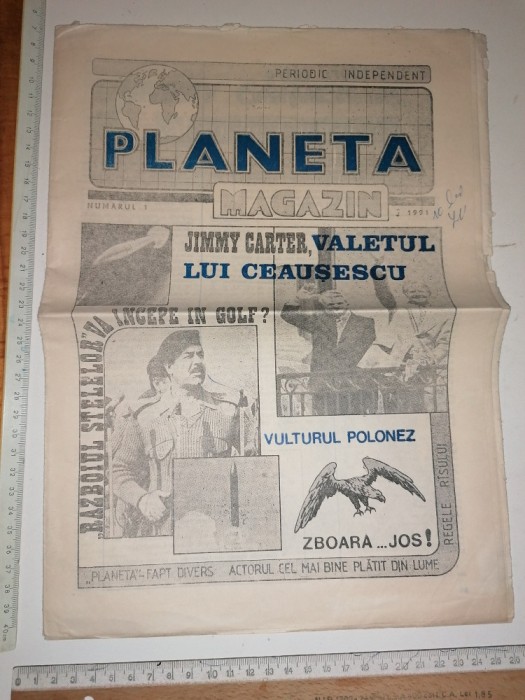 PERIODIC INDEPENDENT
PLANETA
MAGAZIN
NUMARUL 1
1991
JIMMY CARTER, VALETUL
LUI CEAUSESCU
"RAZBOIUL STELELOR" VA INCEPE IN GOLF?
VULTURUL POLONEZ
ZBOARA ... JOS!
REGELE RISULUI
"PLANETA"-FAPT DIVERS ACTORUL CEL MAI BINE PLĂTIT DIN LUME